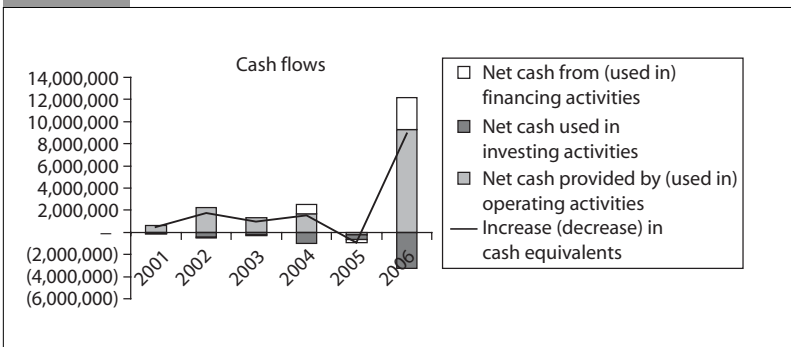 Cash flows
14,000,000
12,000,000
10,000,000
8,000,000
6,000,000
4,000,000
2,000,000
–
(2,000,000)
(4,000,000)
(6,000,000)
2001
2002
2003
2004
2005
2006
Net cash from (used in)
financing activities
Net cash used in
investing activities
Net cash provided by (used in)
operating activities
Increase (decrease) in
cash equivalents